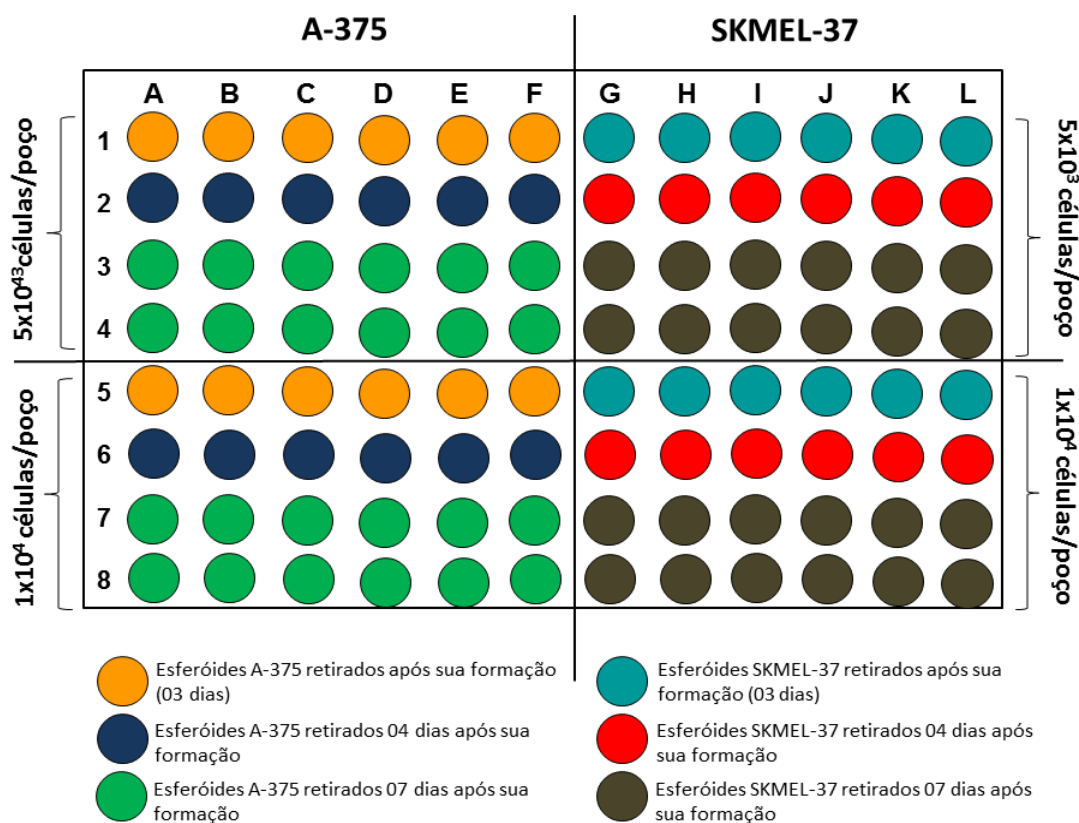 A-375
SKMEL-37
A B C D E F G H I J K L
1
2
3
4
5
6
7
8
5x10⁴³células/poço
1x10⁴ células/poço
5x10³ células/poço
1x10⁴ células/poço
Esferóides A-375 retirados após sua formação
(03 dias)
Esferóides A-375 retirados 04 dias após sua
formação
Esferóides A-375 retirados 07 dias após sua
formação
Esferóides SKMEL-37 retirados após sua
formação (03 dias)
Esferóides SKMEL-37 retirados 04 dias após
sua formação
Esferóides SKMEL-37 retirados 07 dias após
sua formação